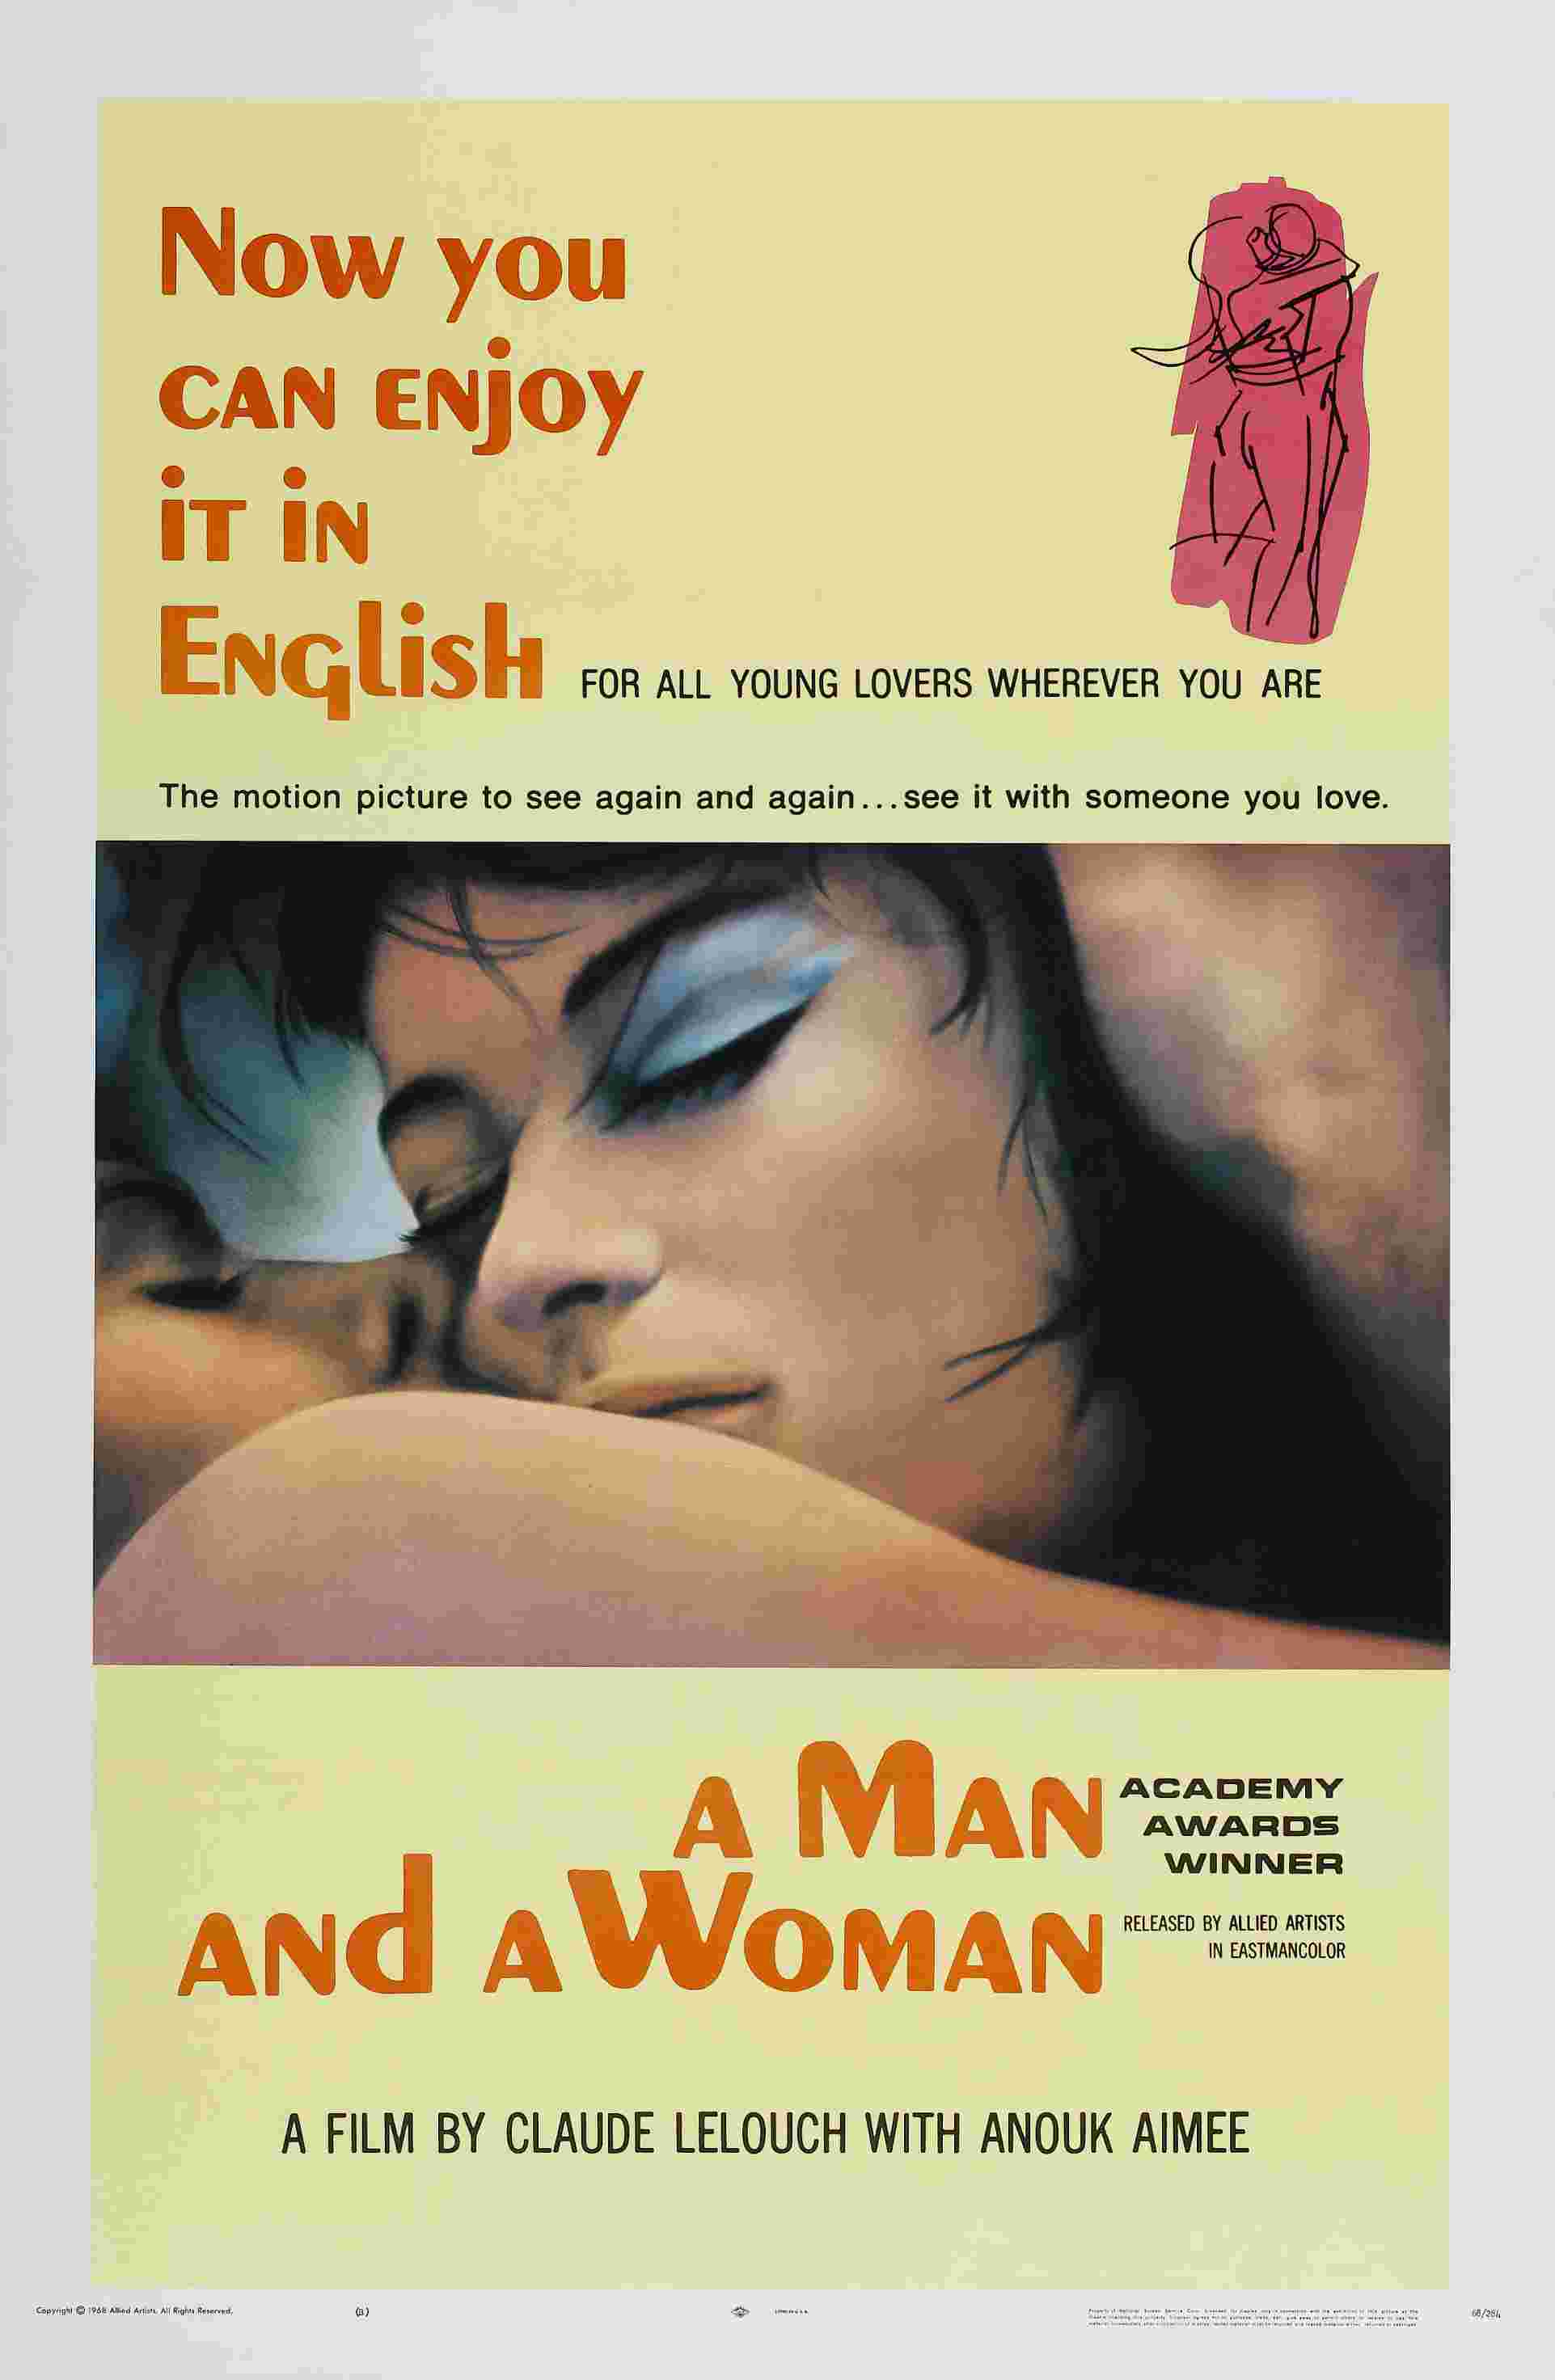 Now you
can enjoy
it in
English
FOR ALL YOUNG LOVERS WHEREVER YOU ARE
The motion picture to see again and again...see it with someone you love.
A MAN
ACADEMY
AWARDS
WINNER
AND A WOMAN
RELEASED BY ALLIED ARTISTS
IN EASTMANCOLOR
A FILM BY CLAUDE LELOUCH WITH ANOUK AIMEE
Copyright © 1968 Allied Artists. All Rights Reserved.
(B)
68/284